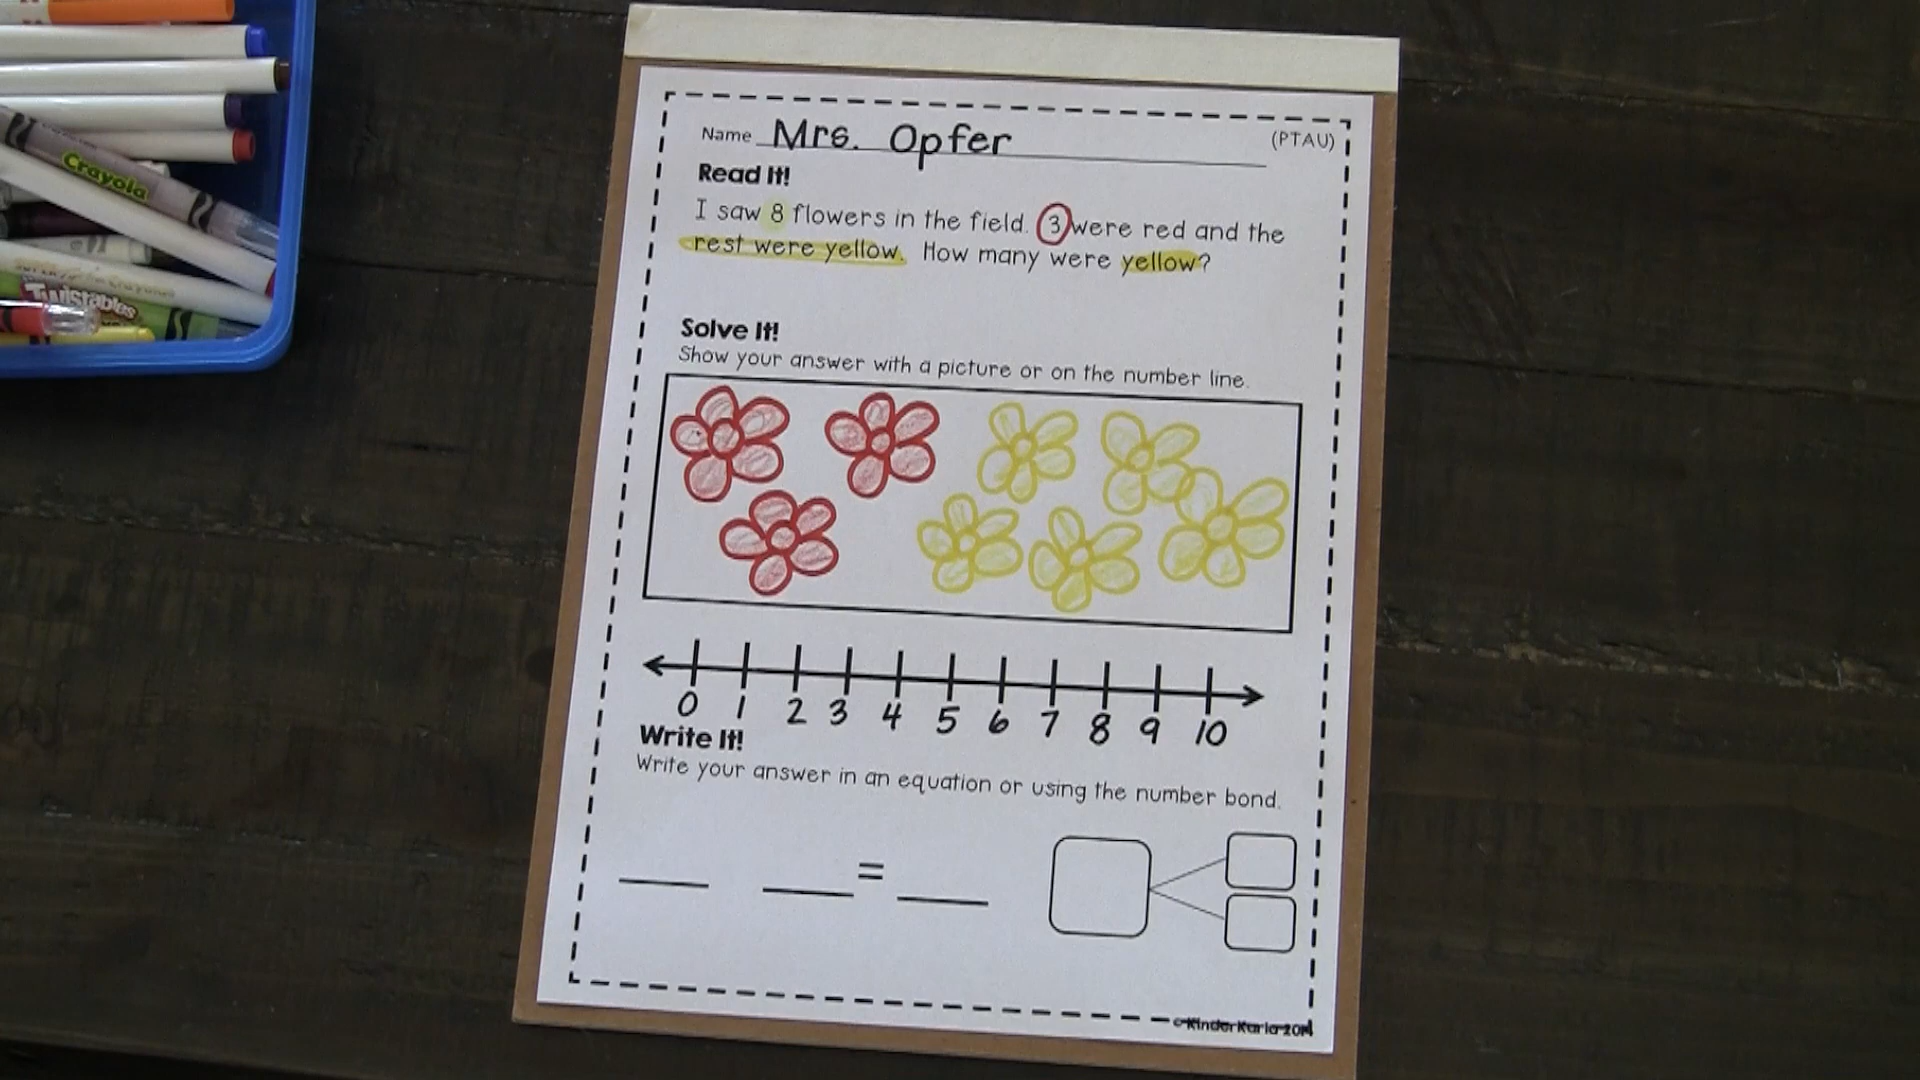 Crayola
Twistables
Name Mrs. Opfer (PTAU)
Read It!
I saw 8 flowers in the field. 3 were red and the
rest were yellow. How many were yellow?
Solve It!
Show your answer with a picture or on the number line.
0 1 2 3 4 5 6 7 8 9 10
Write It!
Write your answer in an equation or using the number bond.
=
©KinderKarla 2014